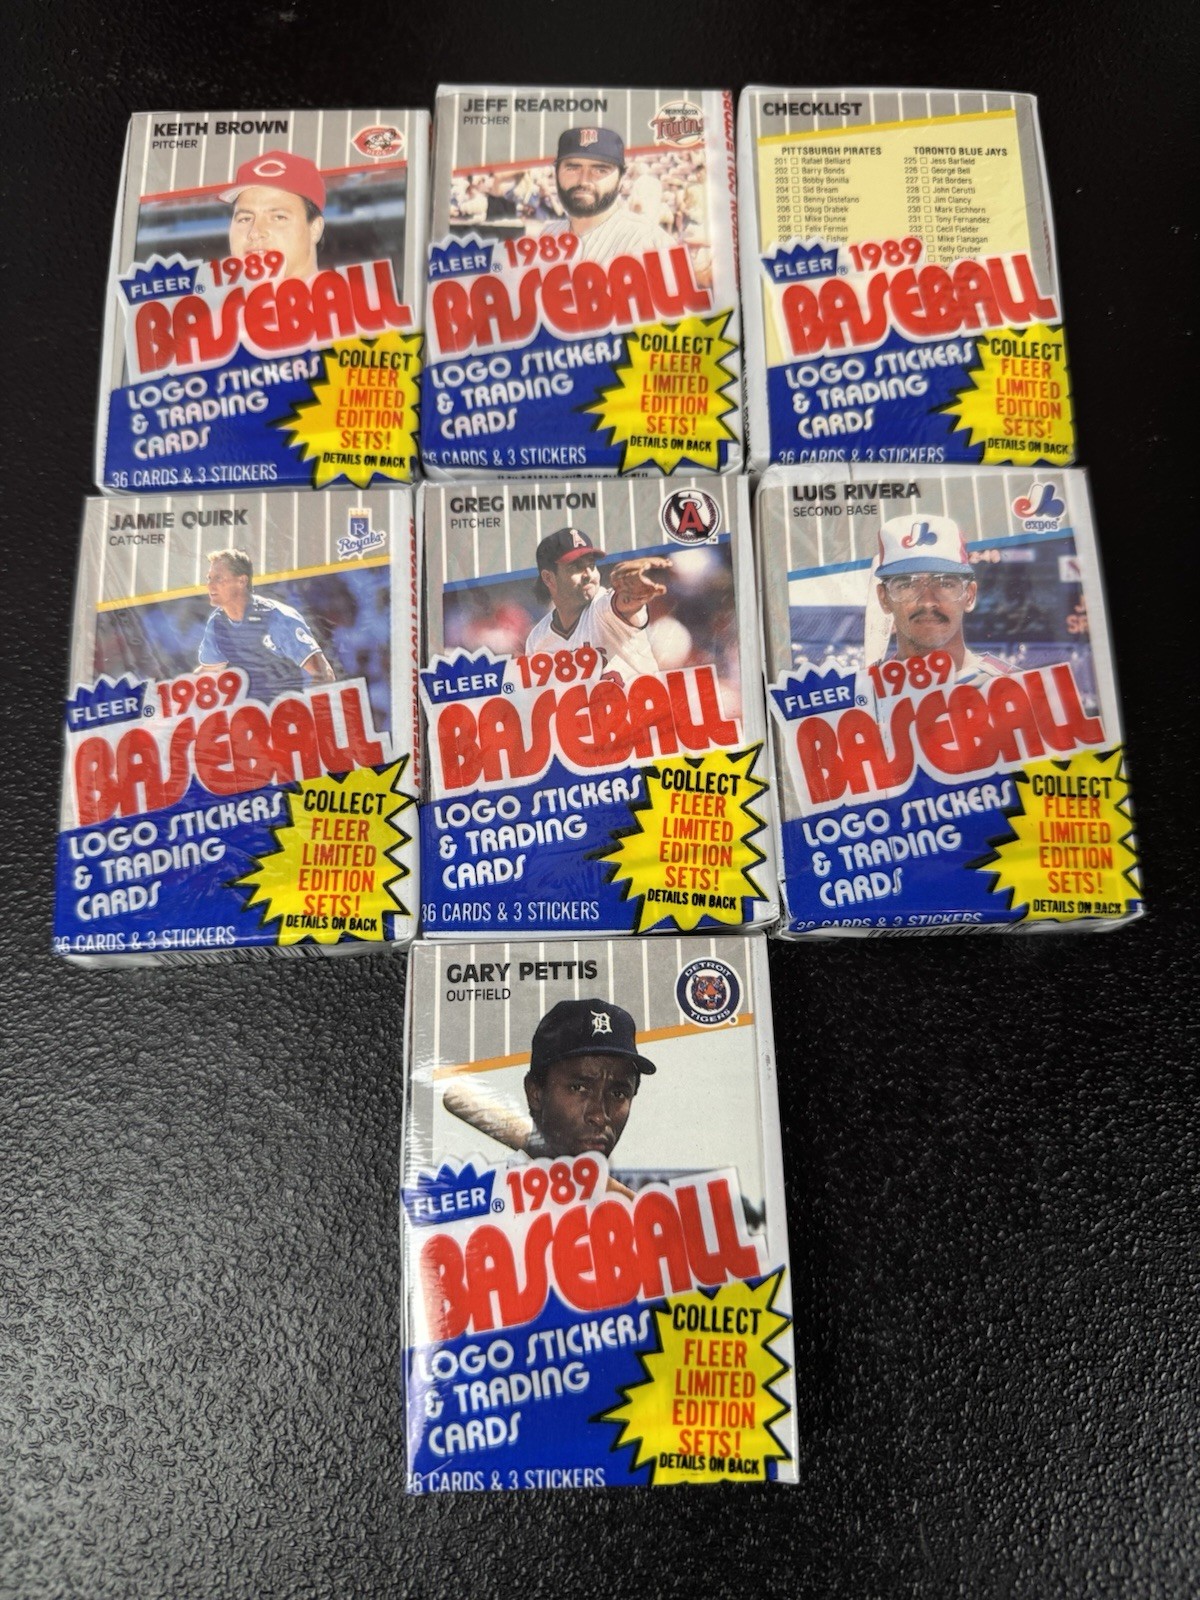 KEITH BROWN
PITCHER
REDS
FLEER® 1989
BASEBALL
LOGO STICKERS
& TRADING
CARDS
COLLECT
FLEER
LIMITED
EDITION
SETS!
DETAILS ON BACK
36 CARDS & 3 STICKERS
JEFF REARDON
PITCHER
Twins
FLEER® 1989
BASEBALL
LOGO STICKERS
& TRADING
CARDS
COLLECT
FLEER
LIMITED
EDITION
SETS!
DETAILS ON BACK
36 CARDS & 3 STICKERS
ATTENTION COLLECTORS
CHECKLIST
PITTSBURGH PIRATES
201 Rafael Belliard
202 Barry Bonds
203 Bobby Bonilla
204 Sid Bream
205 Benny Distefano
206 Doug Drabek
207 Mike Dunne
208 Felix Fermin
Fisher
TORONTO BLUE JAYS
225 Jess Barfield
226 George Bell
227 Pat Borders
228 John Cerutti
229 Jim Clancy
230 Mark Eichhorn
231 Tony Fernandez
232 Cecil Fielder
Mike Flanagan
Kelly Gruber
Tom
FLEER® 1989
BASEBALL
LOGO STICKERS
& TRADING
CARDS
COLLECT
FLEER
LIMITED
EDITION
SETS!
DETAILS ON BACK
36 CARDS & 3 STICKERS
JAMIE QUIRK
CATCHER
R
Royals
FLEER® 1989
BASEBALL
LOGO STICKERS
& TRADING
CARDS
COLLECT
FLEER
LIMITED
EDITION
SETS!
DETAILS ON BACK
36 CARDS & 3 STICKERS
GREG MINTON
PITCHER
A
FLEER® 1989
BASEBALL
LOGO STICKERS
& TRADING
CARDS
COLLECT
FLEER
LIMITED
EDITION
SETS!
DETAILS ON BACK
36 CARDS & 3 STICKERS
LUIS RIVERA
SECOND BASE
expos
FLEER® 1989
BASEBALL
LOGO STICKERS
& TRADING
CARDS
COLLECT
FLEER
LIMITED
EDITION
SETS!
DETAILS ON BACK
36 CARDS & 3 STICKERS
GARY PETTIS
OUTFIELD
DETROIT
TIGERS
D
FLEER® 1989
BASEBALL
LOGO STICKERS
& TRADING
CARDS
COLLECT
FLEER
LIMITED
EDITION
SETS!
DETAILS ON BACK
6 CARDS & 3 STICKERS